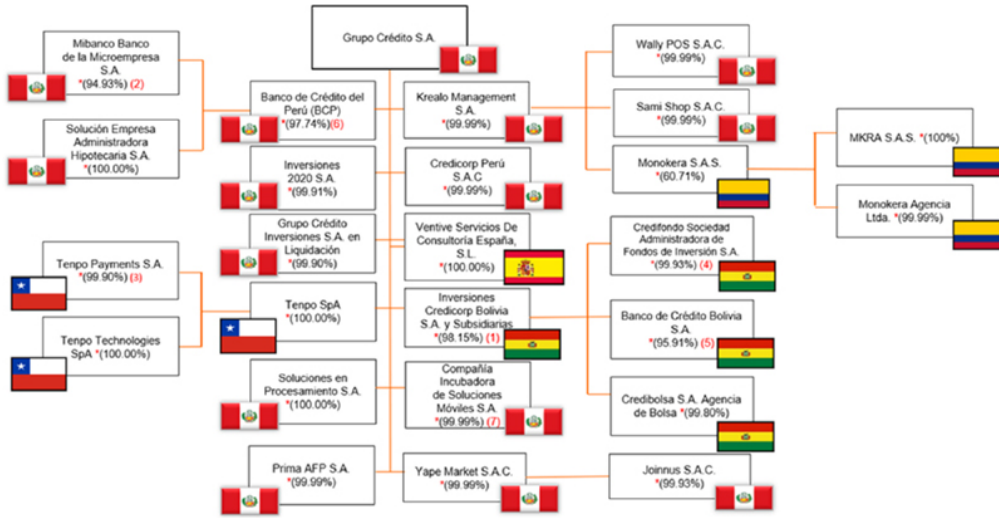 Grupo Crédito S.A.
Mibanco Banco
de la Microempresa
S.A.
*(94.93%) (2)
Solución Empresa
Administradora
Hipotecaria S.A.
*(100.00%)
Banco de Crédito del
Perú (BCP)
*(97.74%)(6)
Krealo Management
S.A.
*(99.99%)
Wally POS S.A.C.
*(99.99%)
Sami Shop S.A.C.
*(99.99%)
Monokera S.A.S.
*(60.71%)
MKRA S.A.S. *(100%)
Monokera Agencia
Ltda. *(99.99%)
Inversiones
2020 S.A.
*(99.91%)
Credicorp Perú
S.A.C
*(99.99%)
Grupo Crédito
Inversiones S.A. en
Liquidación
*(99.90%)
Ventive Servicios De
Consultoría España,
S.L.
*(100.00%)
Tenpo Payments S.A.
*(99.90%) (3)
Tenpo Technologies
SpA *(100.00%)
Tenpo SpA
*(100.00%)
Inversiones
Credicorp Bolivia
S.A. y Subsidiarias
*(98.15%) (1)
Credifondo Sociedad
Administradora de
Fondos de Inversión S.A.
*(99.93%) (4)
Banco de Crédito Bolivia
S.A.
*(95.91%) (5)
Credibolsa S.A. Agencia
de Bolsa *(99.80%)
Soluciones en
Procesamiento S.A.
*(100.00%)
Compañía
Incubadora
de Soluciones
Móviles S.A.
*(99.99%) (7)
Prima AFP S.A.
*(99.99%)
Yape Market S.A.C.
*(99.99%)
Joinnus S.A.C.
*(99.93%)